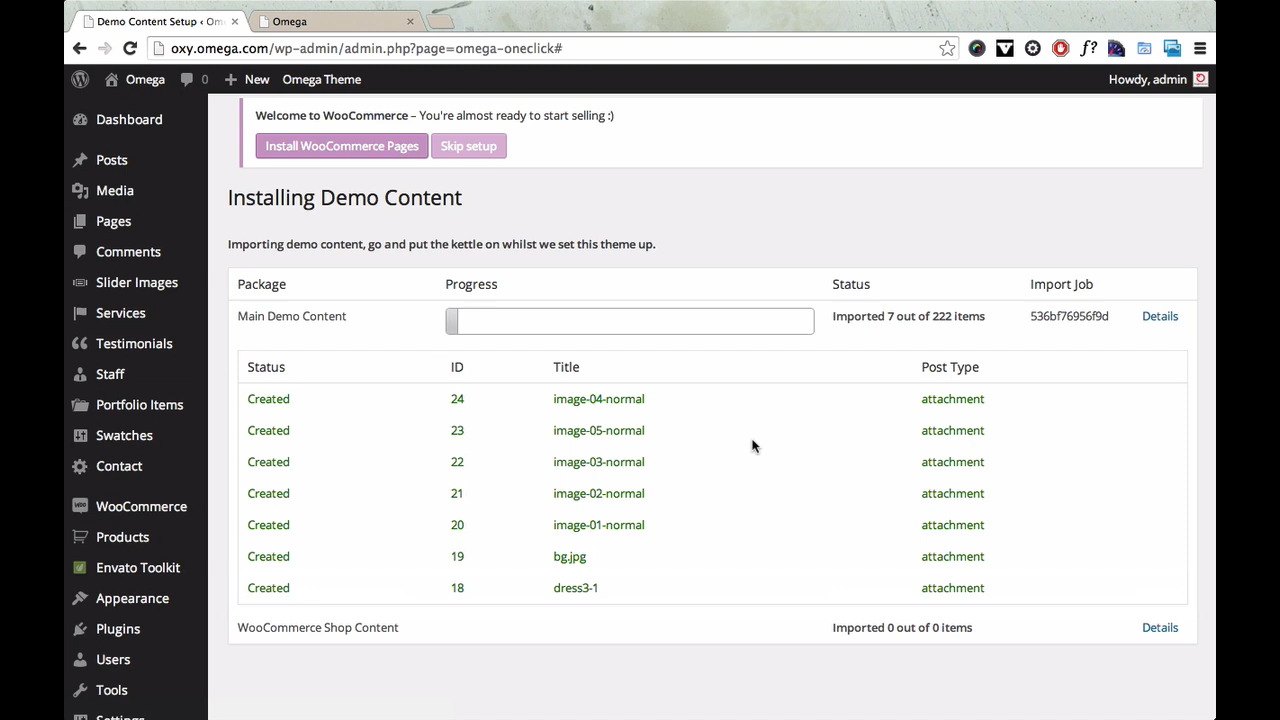 Demo Content Setup ‹ Om
Omega
oxy.omega.com/wp-admin/admin.php?page=omega-oneclick#
f?
Omega 0 New Omega Theme Howdy, admin
Dashboard
Posts
Media
Pages
Comments
Slider Images
Services
Testimonials
Staff
Portfolio Items
Swatches
Contact
WooCommerce
Products
Envato Toolkit
Appearance
Plugins
Users
Tools
Settings
Welcome to WooCommerce – You're almost ready to start selling :)
Install WooCommerce Pages Skip setup
Installing Demo Content
Importing demo content, go and put the kettle on whilst we set this theme up.
Package Progress Status Import Job
Main Demo Content Imported 7 out of 222 items 536bf76956f9d Details
Status ID Title Post Type
Created 24 image-04-normal attachment
Created 23 image-05-normal attachment
Created 22 image-03-normal attachment
Created 21 image-02-normal attachment
Created 20 image-01-normal attachment
Created 19 bg.jpg attachment
Created 18 dress3-1 attachment
WooCommerce Shop Content Imported 0 out of 0 items Details